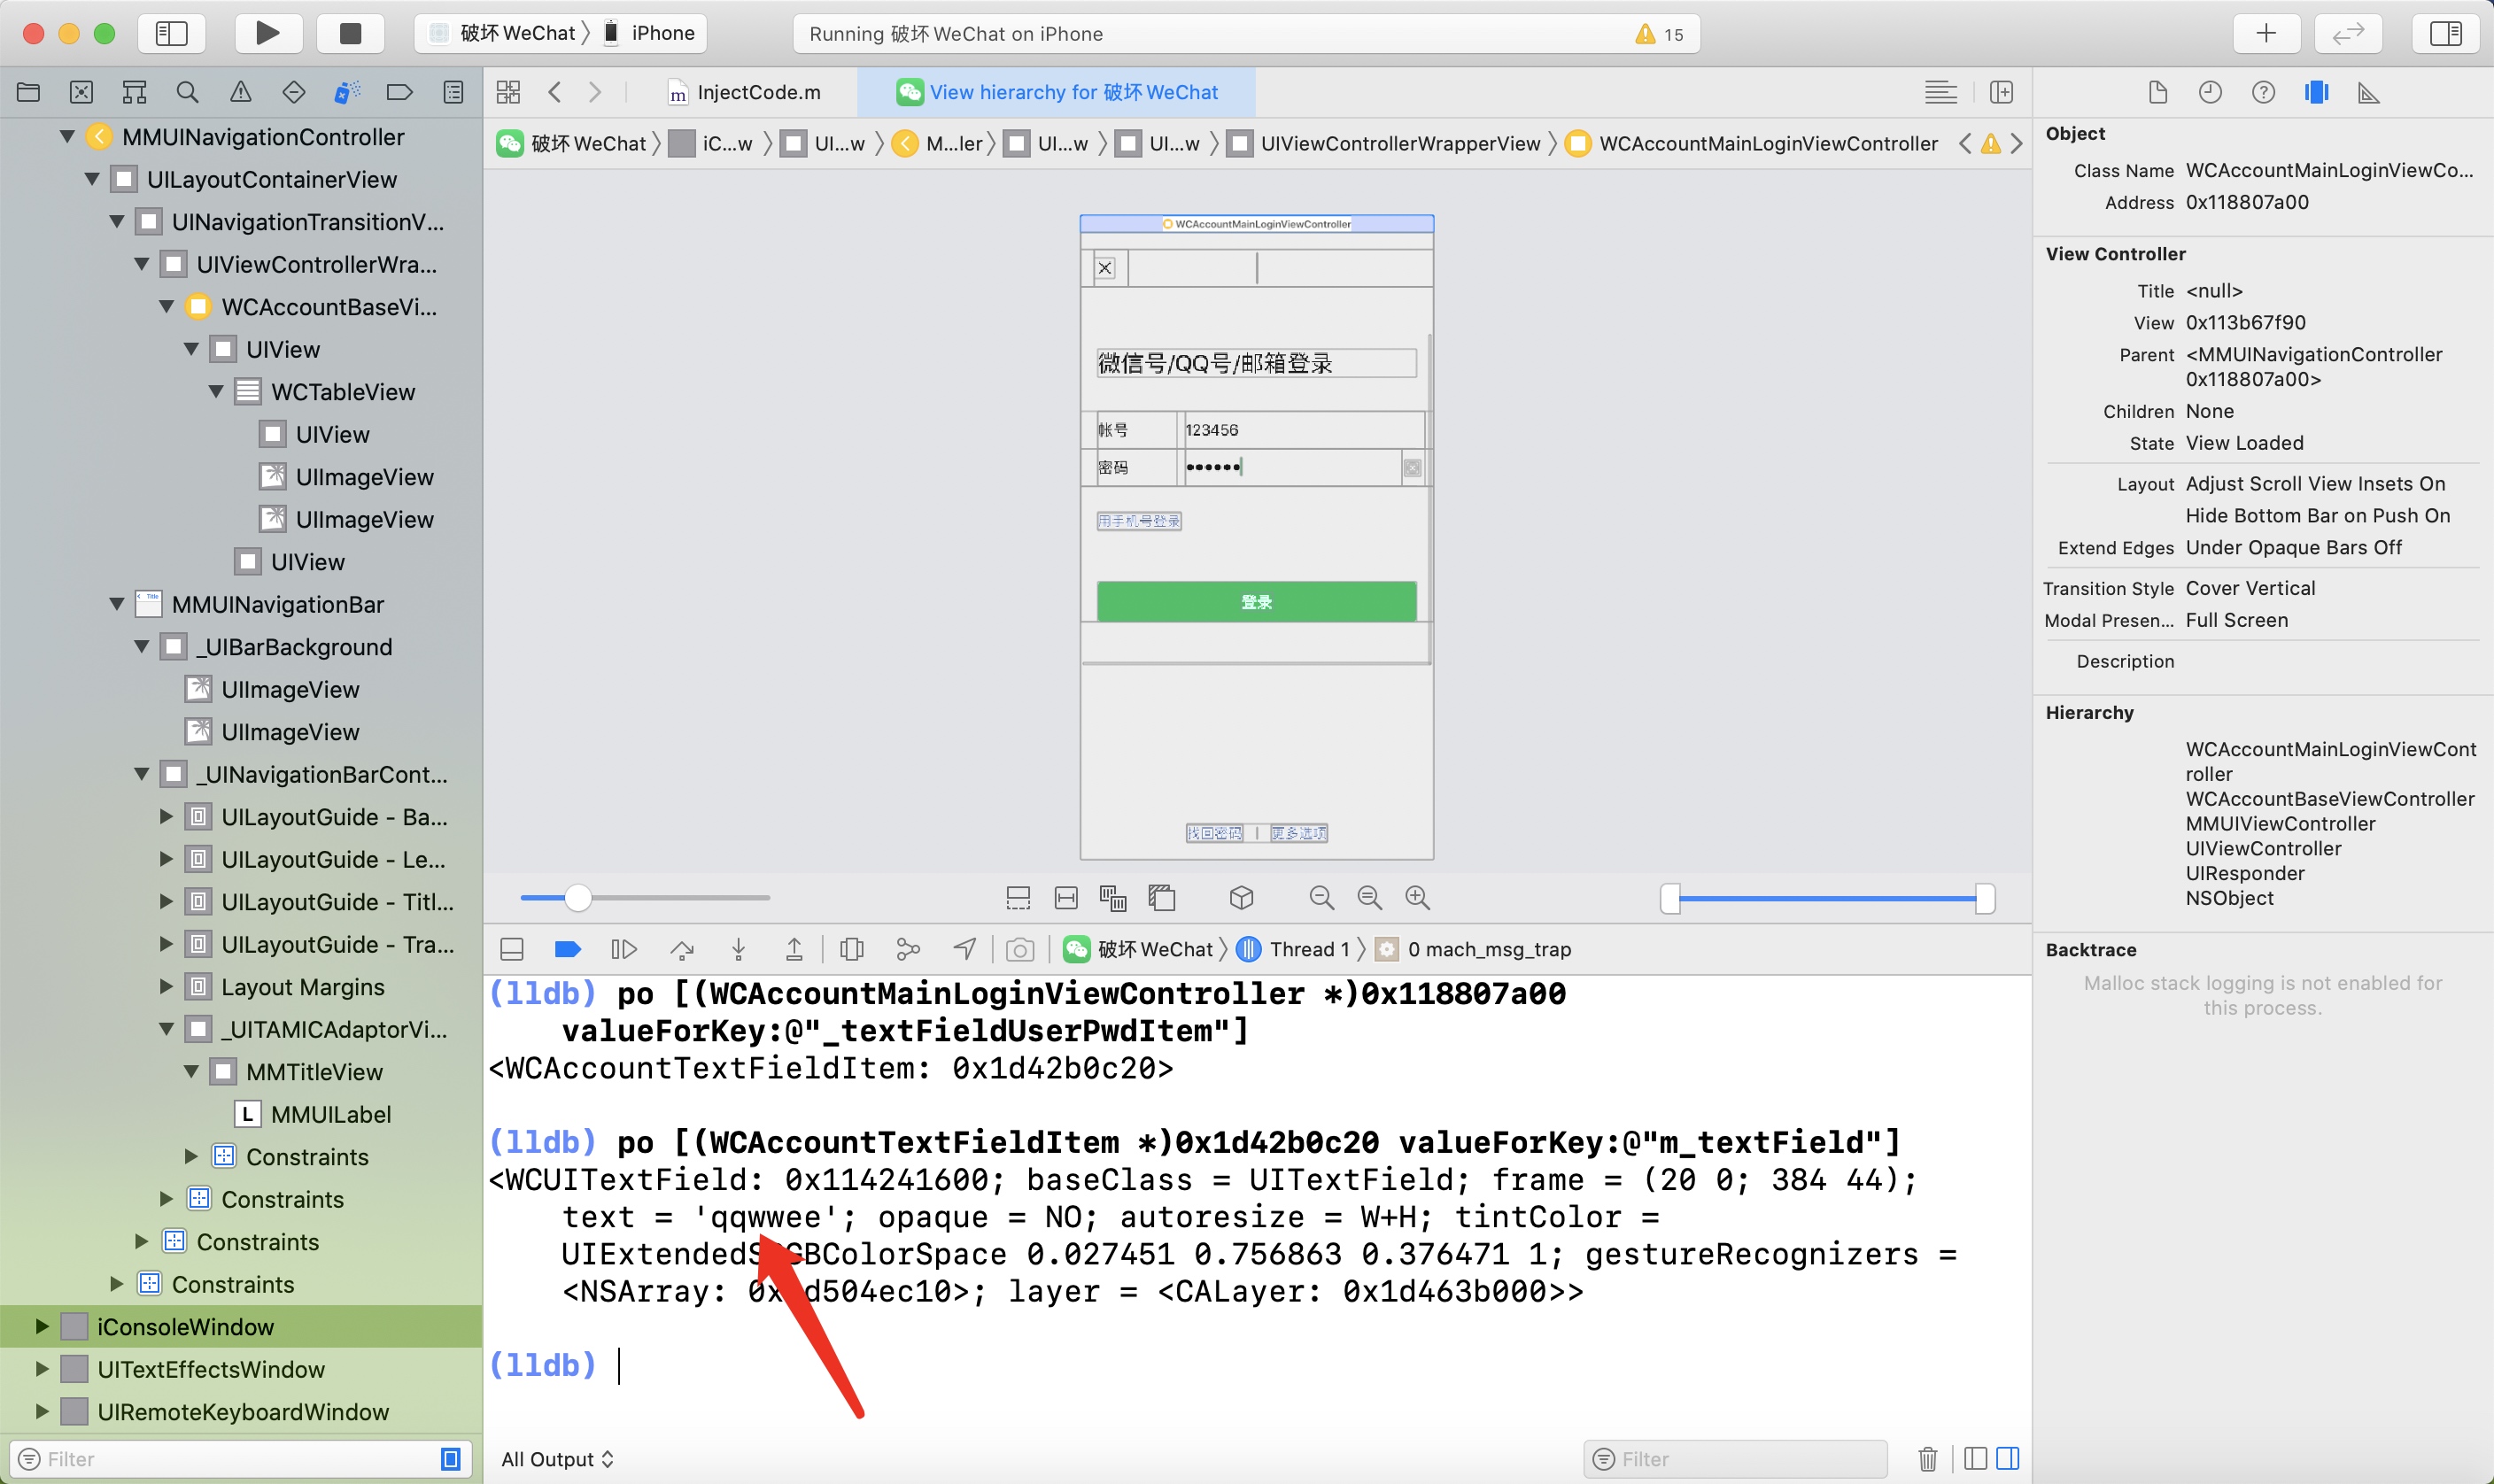 破坏 WeChat 〉 iPhone
Running 破坏 WeChat on iPhone
15
InjectCode.m
View hierarchy for 破坏 WeChat
破坏 WeChat 〉 iC...w 〉 UI...w 〉 M...ler 〉 UI...w 〉 UI...w 〉 UIViewControllerWrapperView 〉 WCAccountMainLoginViewController
MMUINavigationController
UILayoutContainerView
UINavigationTransitionV...
UIViewControllerWra...
WCAccountBaseVi...
UIView
WCTableView
UIView
UIImageView
UIImageView
UIView
MMUINavigationBar
_UIBarBackground
UIImageView
UIImageView
_UINavigationBarCont...
UILayoutGuide - Ba...
UILayoutGuide - Le...
UILayoutGuide - Titl...
UILayoutGuide - Tra...
Layout Margins
_UITAMICAdaptorVi...
MMTitleView
L MMUILabel
Constraints
Constraints
Constraints
Constraints
iConsoleWindow
UITextEffectsWindow
UIRemoteKeyboardWindow
Filter
WCAccountMainLoginViewController
微信号/QQ号/邮箱登录
帐号 123456
密码 ••••••
用手机号登录
登录
找回密码 | 更多选项
破坏 WeChat 〉 Thread 1 〉 0 mach_msg_trap
(lldb) po [(WCAccountMainLoginViewController *)0x118807a00
valueForKey:@"_textFieldUserPwdItem"]
<WCAccountTextFieldItem: 0x1d42b0c20>
(lldb) po [(WCAccountTextFieldItem *)0x1d42b0c20 valueForKey:@"m_textField"]
<WCUITextField: 0x114241600; baseClass = UITextField; frame = (20 0; 384 44);
text = 'qqwwee'; opaque = NO; autoresize = W+H; tintColor =
0.027451 0.756863 0.376471 1; gestureRecognizers =
<NSArray: layer = <CALayer: 0x1d463b000>>
(lldb)
All Output
Filter
Object
Class Name WCAccountMainLoginViewCo...
Address 0x118807a00
View Controller
Title <null>
View 0x113b67f90
Parent <MMUINavigationController
0x118807a00>
Children None
State View Loaded
Layout Adjust Scroll View Insets On
Hide Bottom Bar on Push On
Extend Edges Under Opaque Bars Off
Transition Style Cover Vertical
Modal Presen... Full Screen
Description
Hierarchy
WCAccountMainLoginViewCont
roller
WCAccountBaseViewController
MMUIViewController
UIViewController
UIResponder
NSObject
Backtrace
Malloc stack logging is not enabled for
this process.